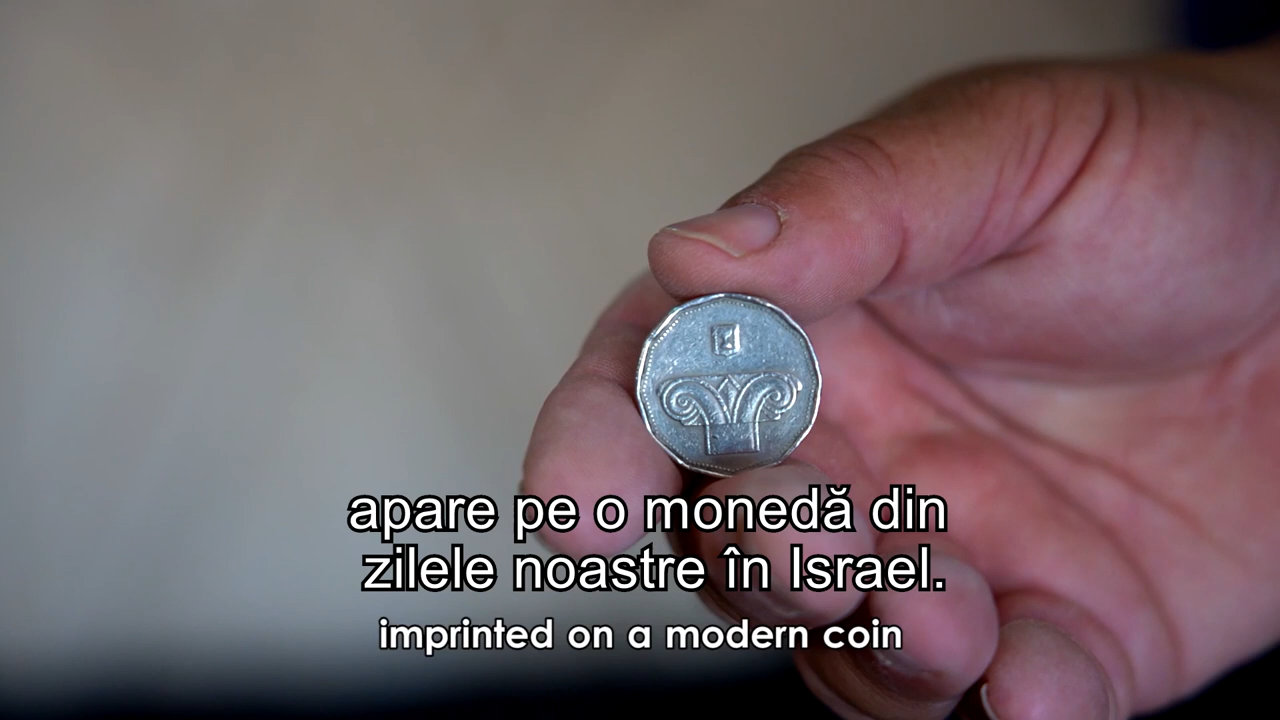 apare pe o monedă din
zilele noastre în Israel.
imprinted on a modern coin